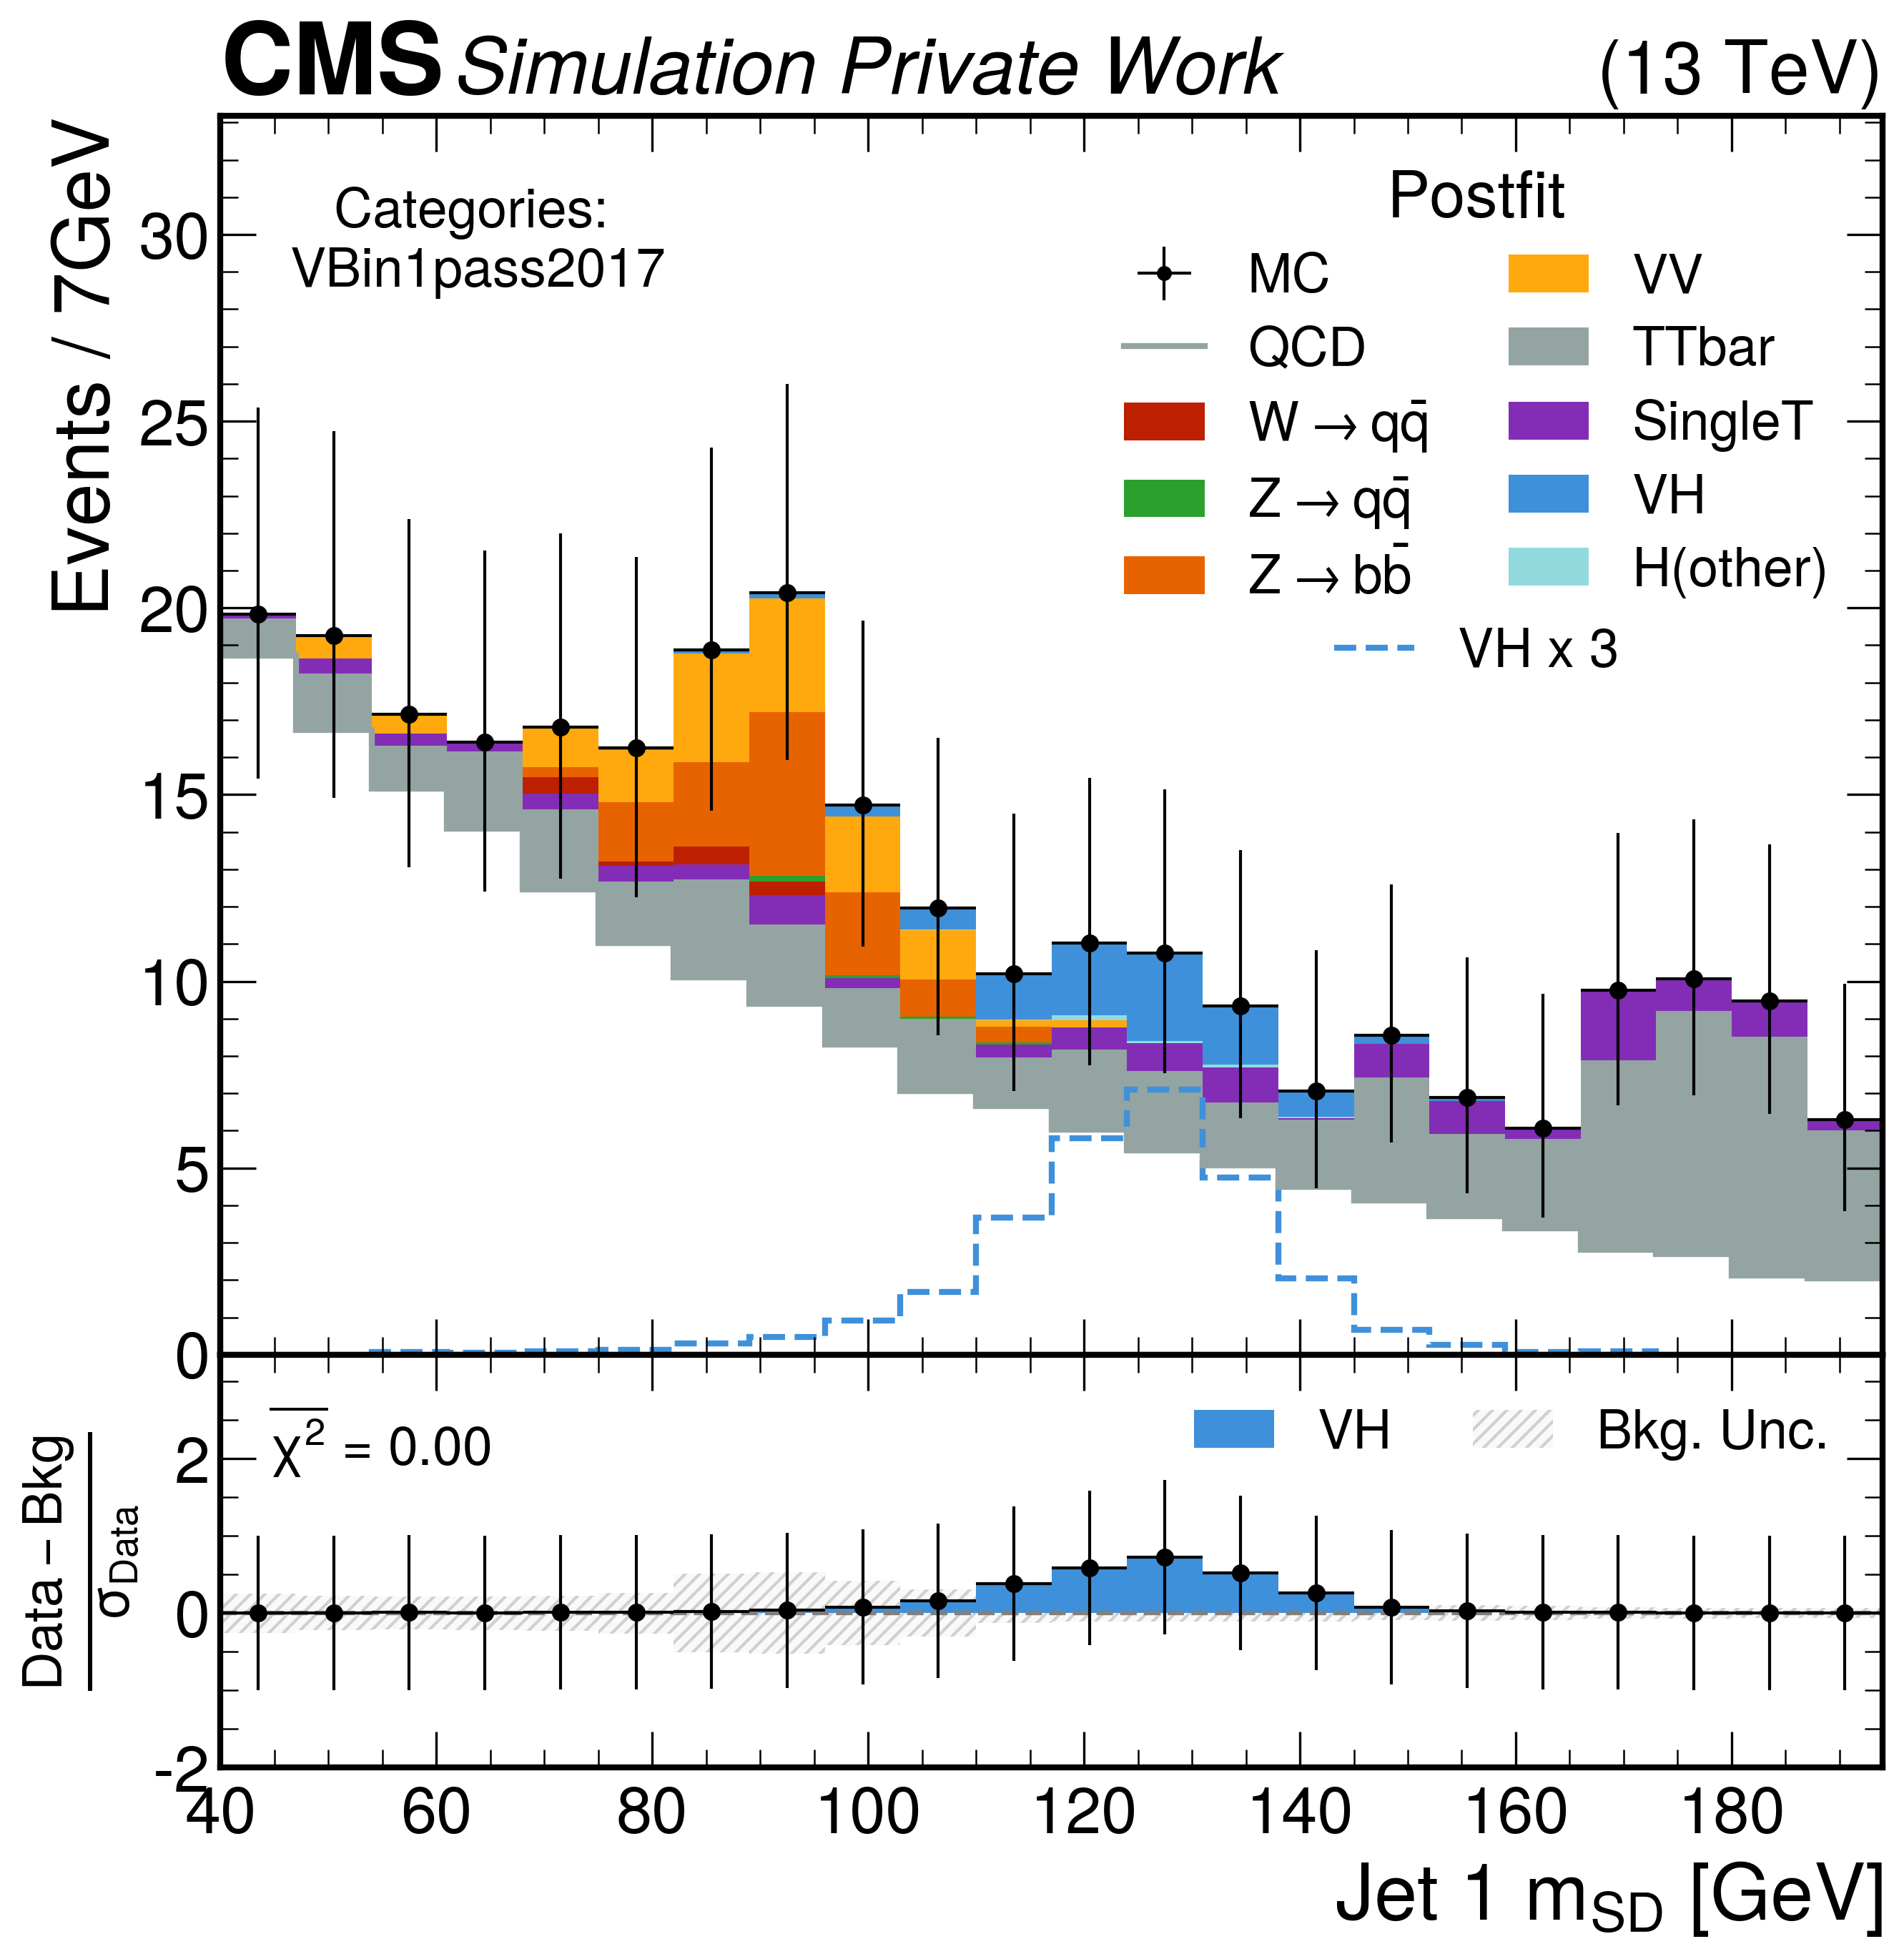 CMS Simulation Private Work (13 TeV)
Events / 7GeV
Categories:
VBin1pass2017
Postfit
MC
QCD
W → qq̄
Z → qq̄
Z → bb̄
VV
TTbar
SingleT
VH
H(other)
VH x 3
30
25
20
15
10
5
0
Data − Bkg
σData
χ² = 0.00
VH
Bkg. Unc.
2
0
-2
40 60 80 100 120 140 160 180
Jet 1 mSD [GeV]